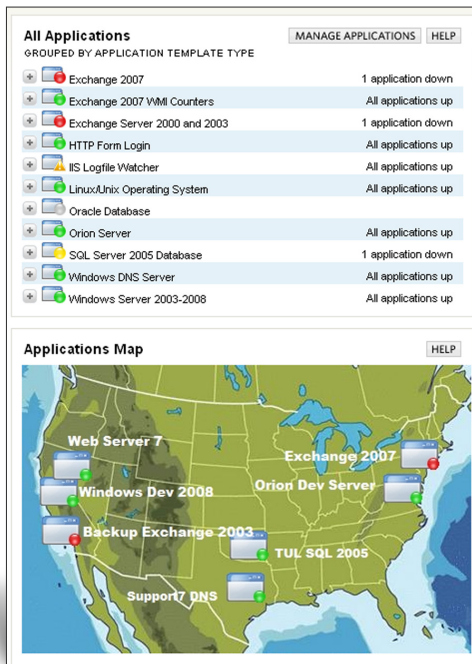 All Applications
MANAGE APPLICATIONS
HELP
GROUPED BY APPLICATION TEMPLATE TYPE
Exchange 2007 1 application down
Exchange 2007 WMI Counters All applications up
Exchange Server 2000 and 2003 1 application down
HTTP Form Login All applications up
IIS Logfile Watcher All applications up
Linux/Unix Operating System All applications up
Oracle Database
Orion Server All applications up
SQL Server 2005 Database 1 application down
Windows DNS Server All applications up
Windows Server 2003-2008 All applications up
Applications Map
HELP
Web Server 7
Exchange 2007
Orion Dev Server
Windows Dev 2008
Backup Exchange 2003
TUL SQL 2005
Support7 DNS